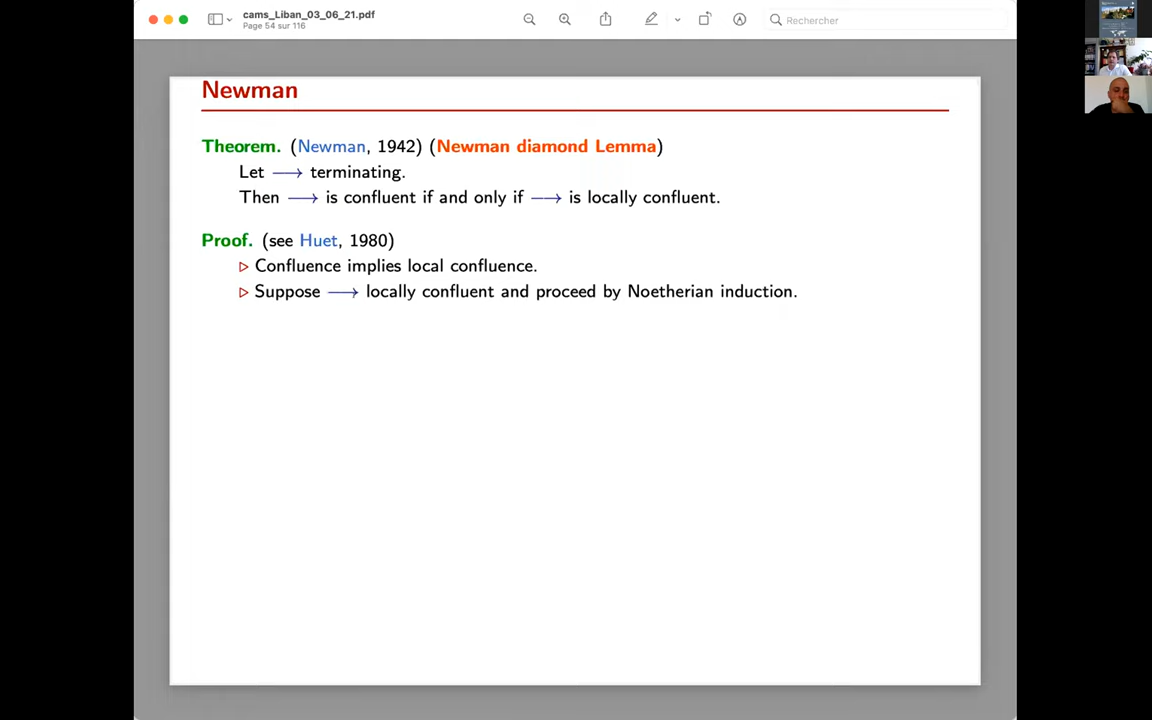 cams_Liban_03_06_21.pdf
Page 54 sur 116
Rechercher
Newman
Theorem. (Newman, 1942) (Newman diamond Lemma)
Let ⟶ terminating.
Then ⟶ is confluent if and only if ⟶ is locally confluent.
Proof. (see Huet, 1980)
▷ Confluence implies local confluence.
▷ Suppose ⟶ locally confluent and proceed by Noetherian induction.